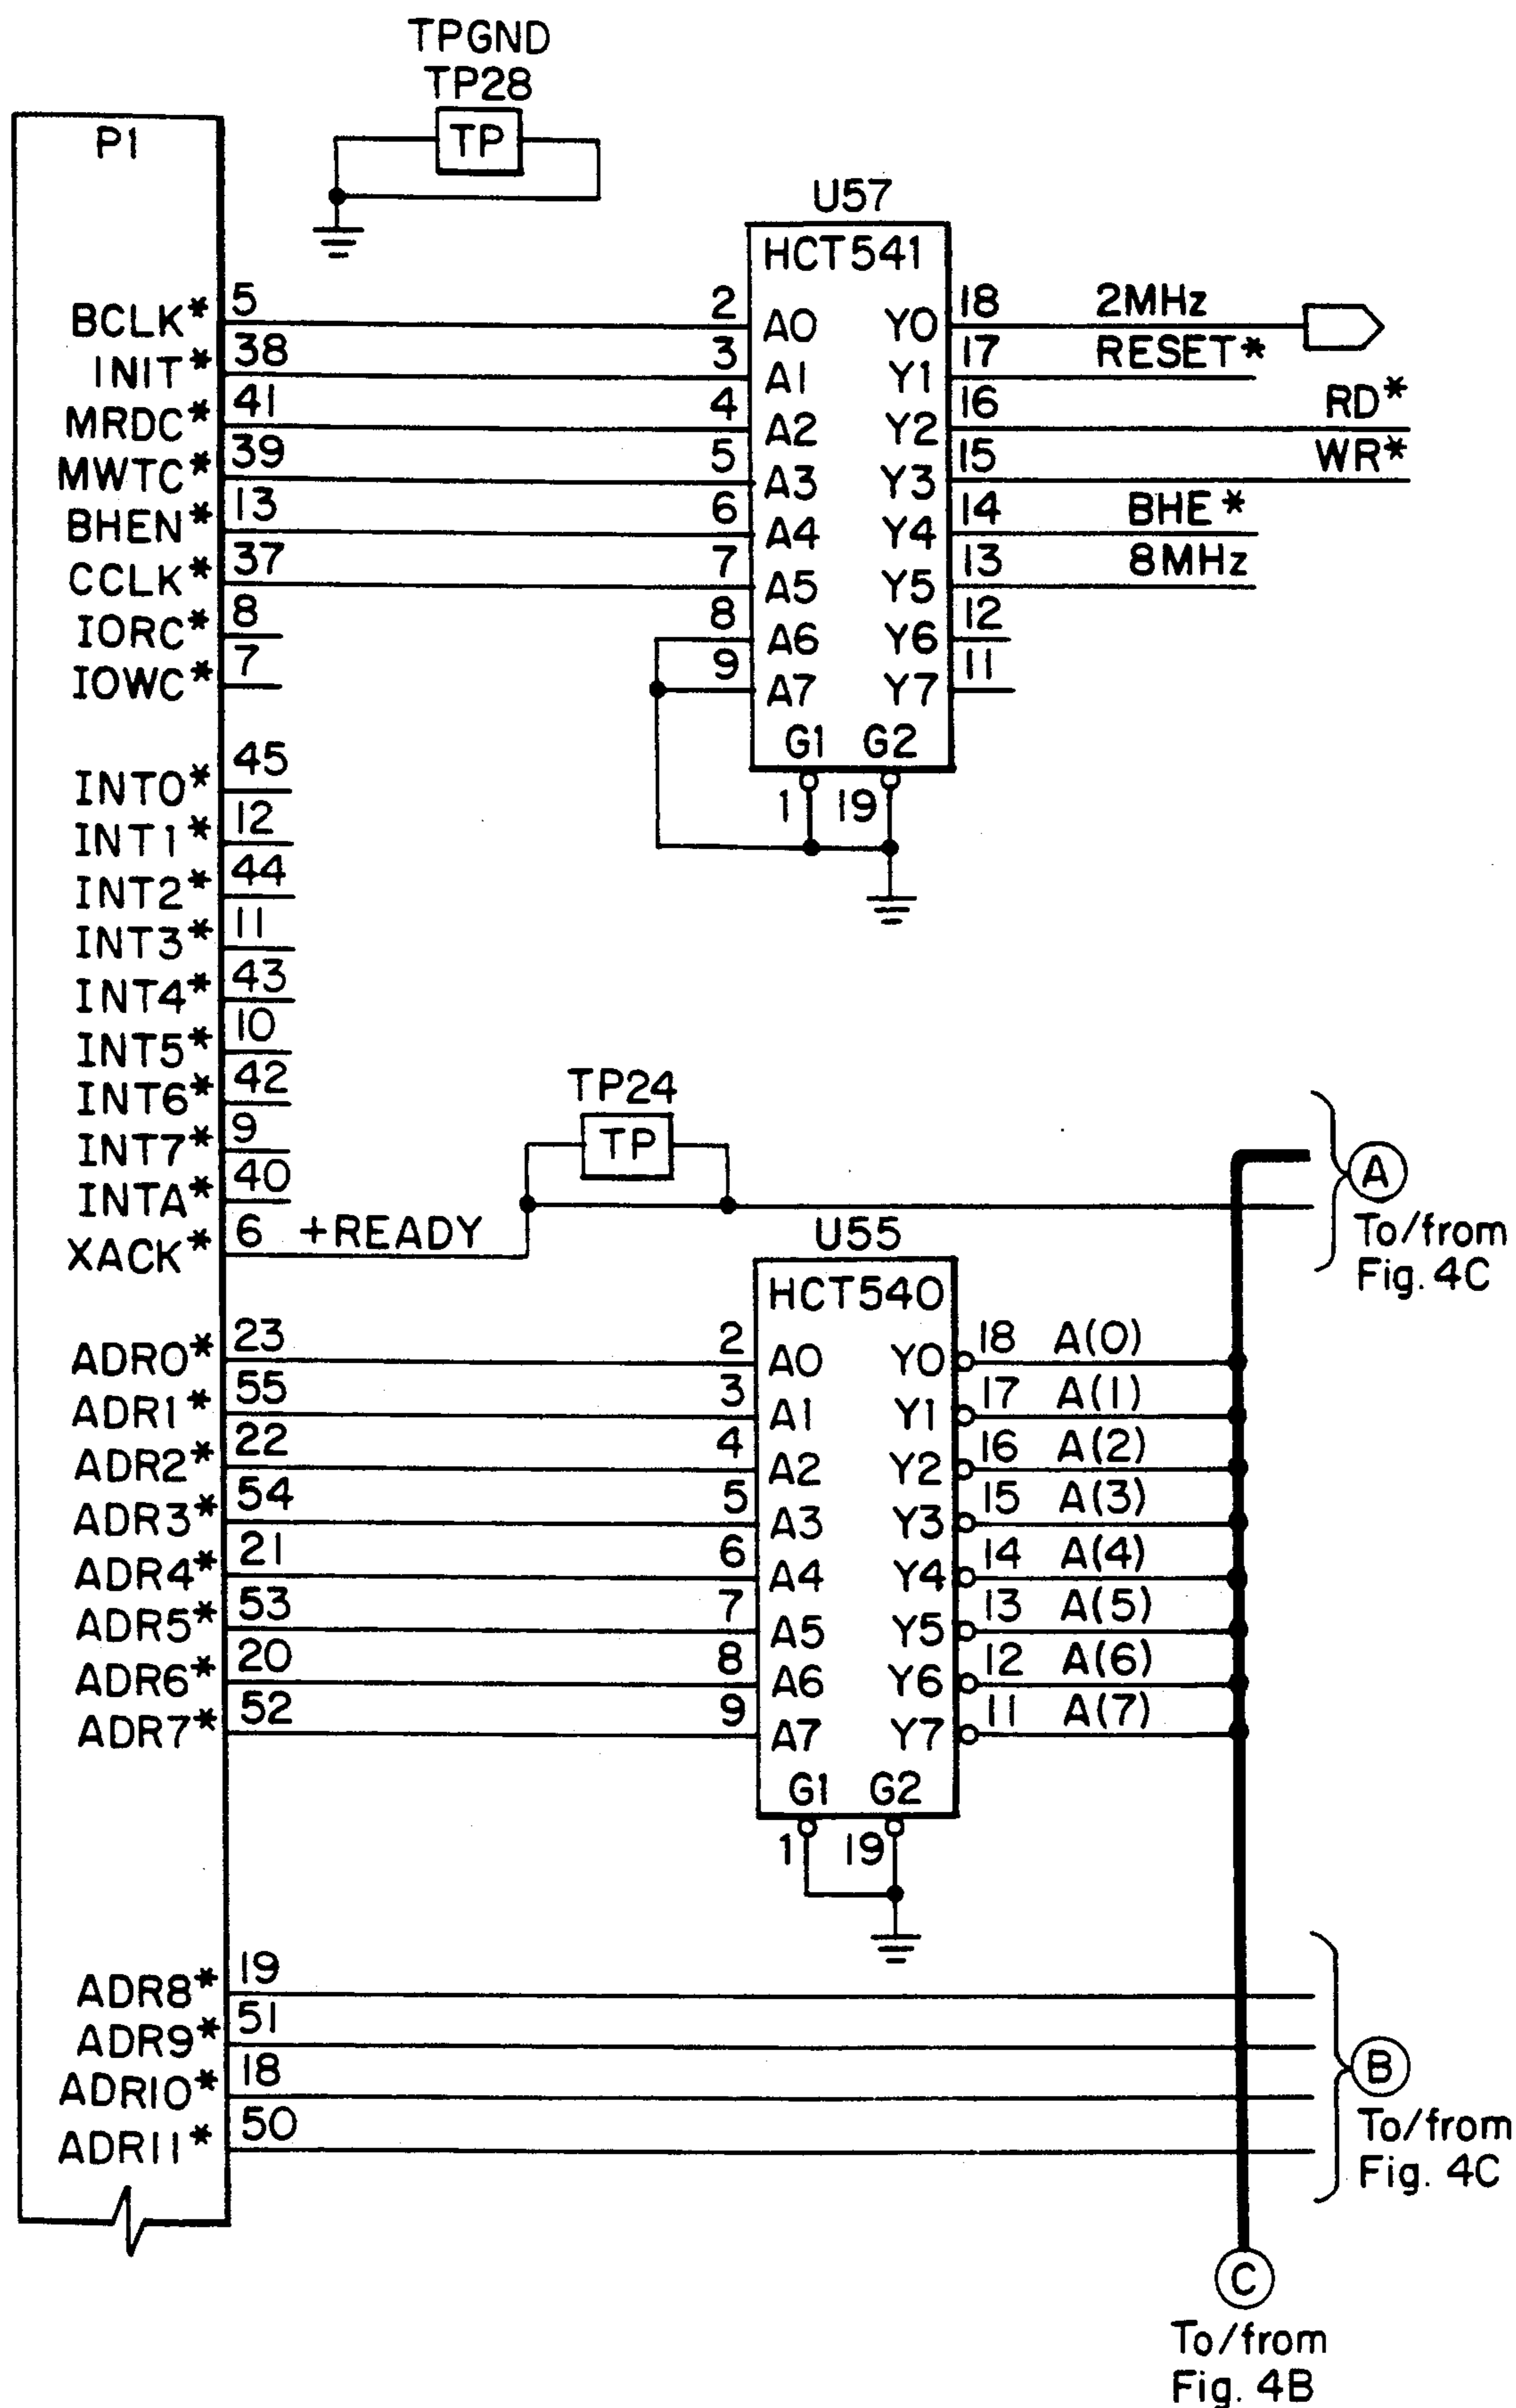 TPGND
TP28
TP
P1
U57
HCT541
BCLK* 5 2 A0 Y0 18 2MHz
INIT* 38 3 A1 Y1 17 RESET*
MRDC* 41 4 A2 Y2 16 RD*
MWTC* 39 5 A3 Y3 15 WR*
BHEN* 13 6 A4 Y4 14 BHE*
CCLK* 37 7 A5 Y5 13 8MHz
IORC* 8 8 A6 Y6 12
IOWC* 7 9 A7 Y7 11
G1 G2
1 19
INT0* 45
INT1* 12
INT2* 44
INT3* 11
INT4* 43
INT5* 10
INT6* 42
INT7* 9
INTA* 40
XACK* 6 +READY
TP24
TP
A
To/from
Fig. 4C
U55
HCT540
ADR0* 23 2 A0 Y0 18 A(0)
ADR1* 55 3 A1 Y1 17 A(1)
ADR2* 22 4 A2 Y2 16 A(2)
ADR3* 54 5 A3 Y3 15 A(3)
ADR4* 21 6 A4 Y4 14 A(4)
ADR5* 53 7 A5 Y5 13 A(5)
ADR6* 20 8 A6 Y6 12 A(6)
ADR7* 52 9 A7 Y7 11 A(7)
G1 G2
1 19
ADR8* 19
ADR9* 51
ADR10* 18
ADR11* 50
B
To/from
Fig. 4C
C
To/from
Fig. 4B